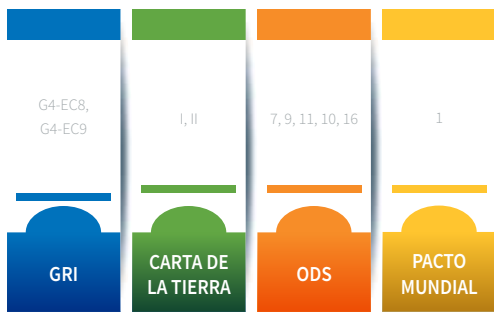 G4-EC8,
G4-EC9
I, II
7, 9, 11, 10, 16
1
GRI
CARTA DE
LA TIERRA
ODS
PACTO
MUNDIAL